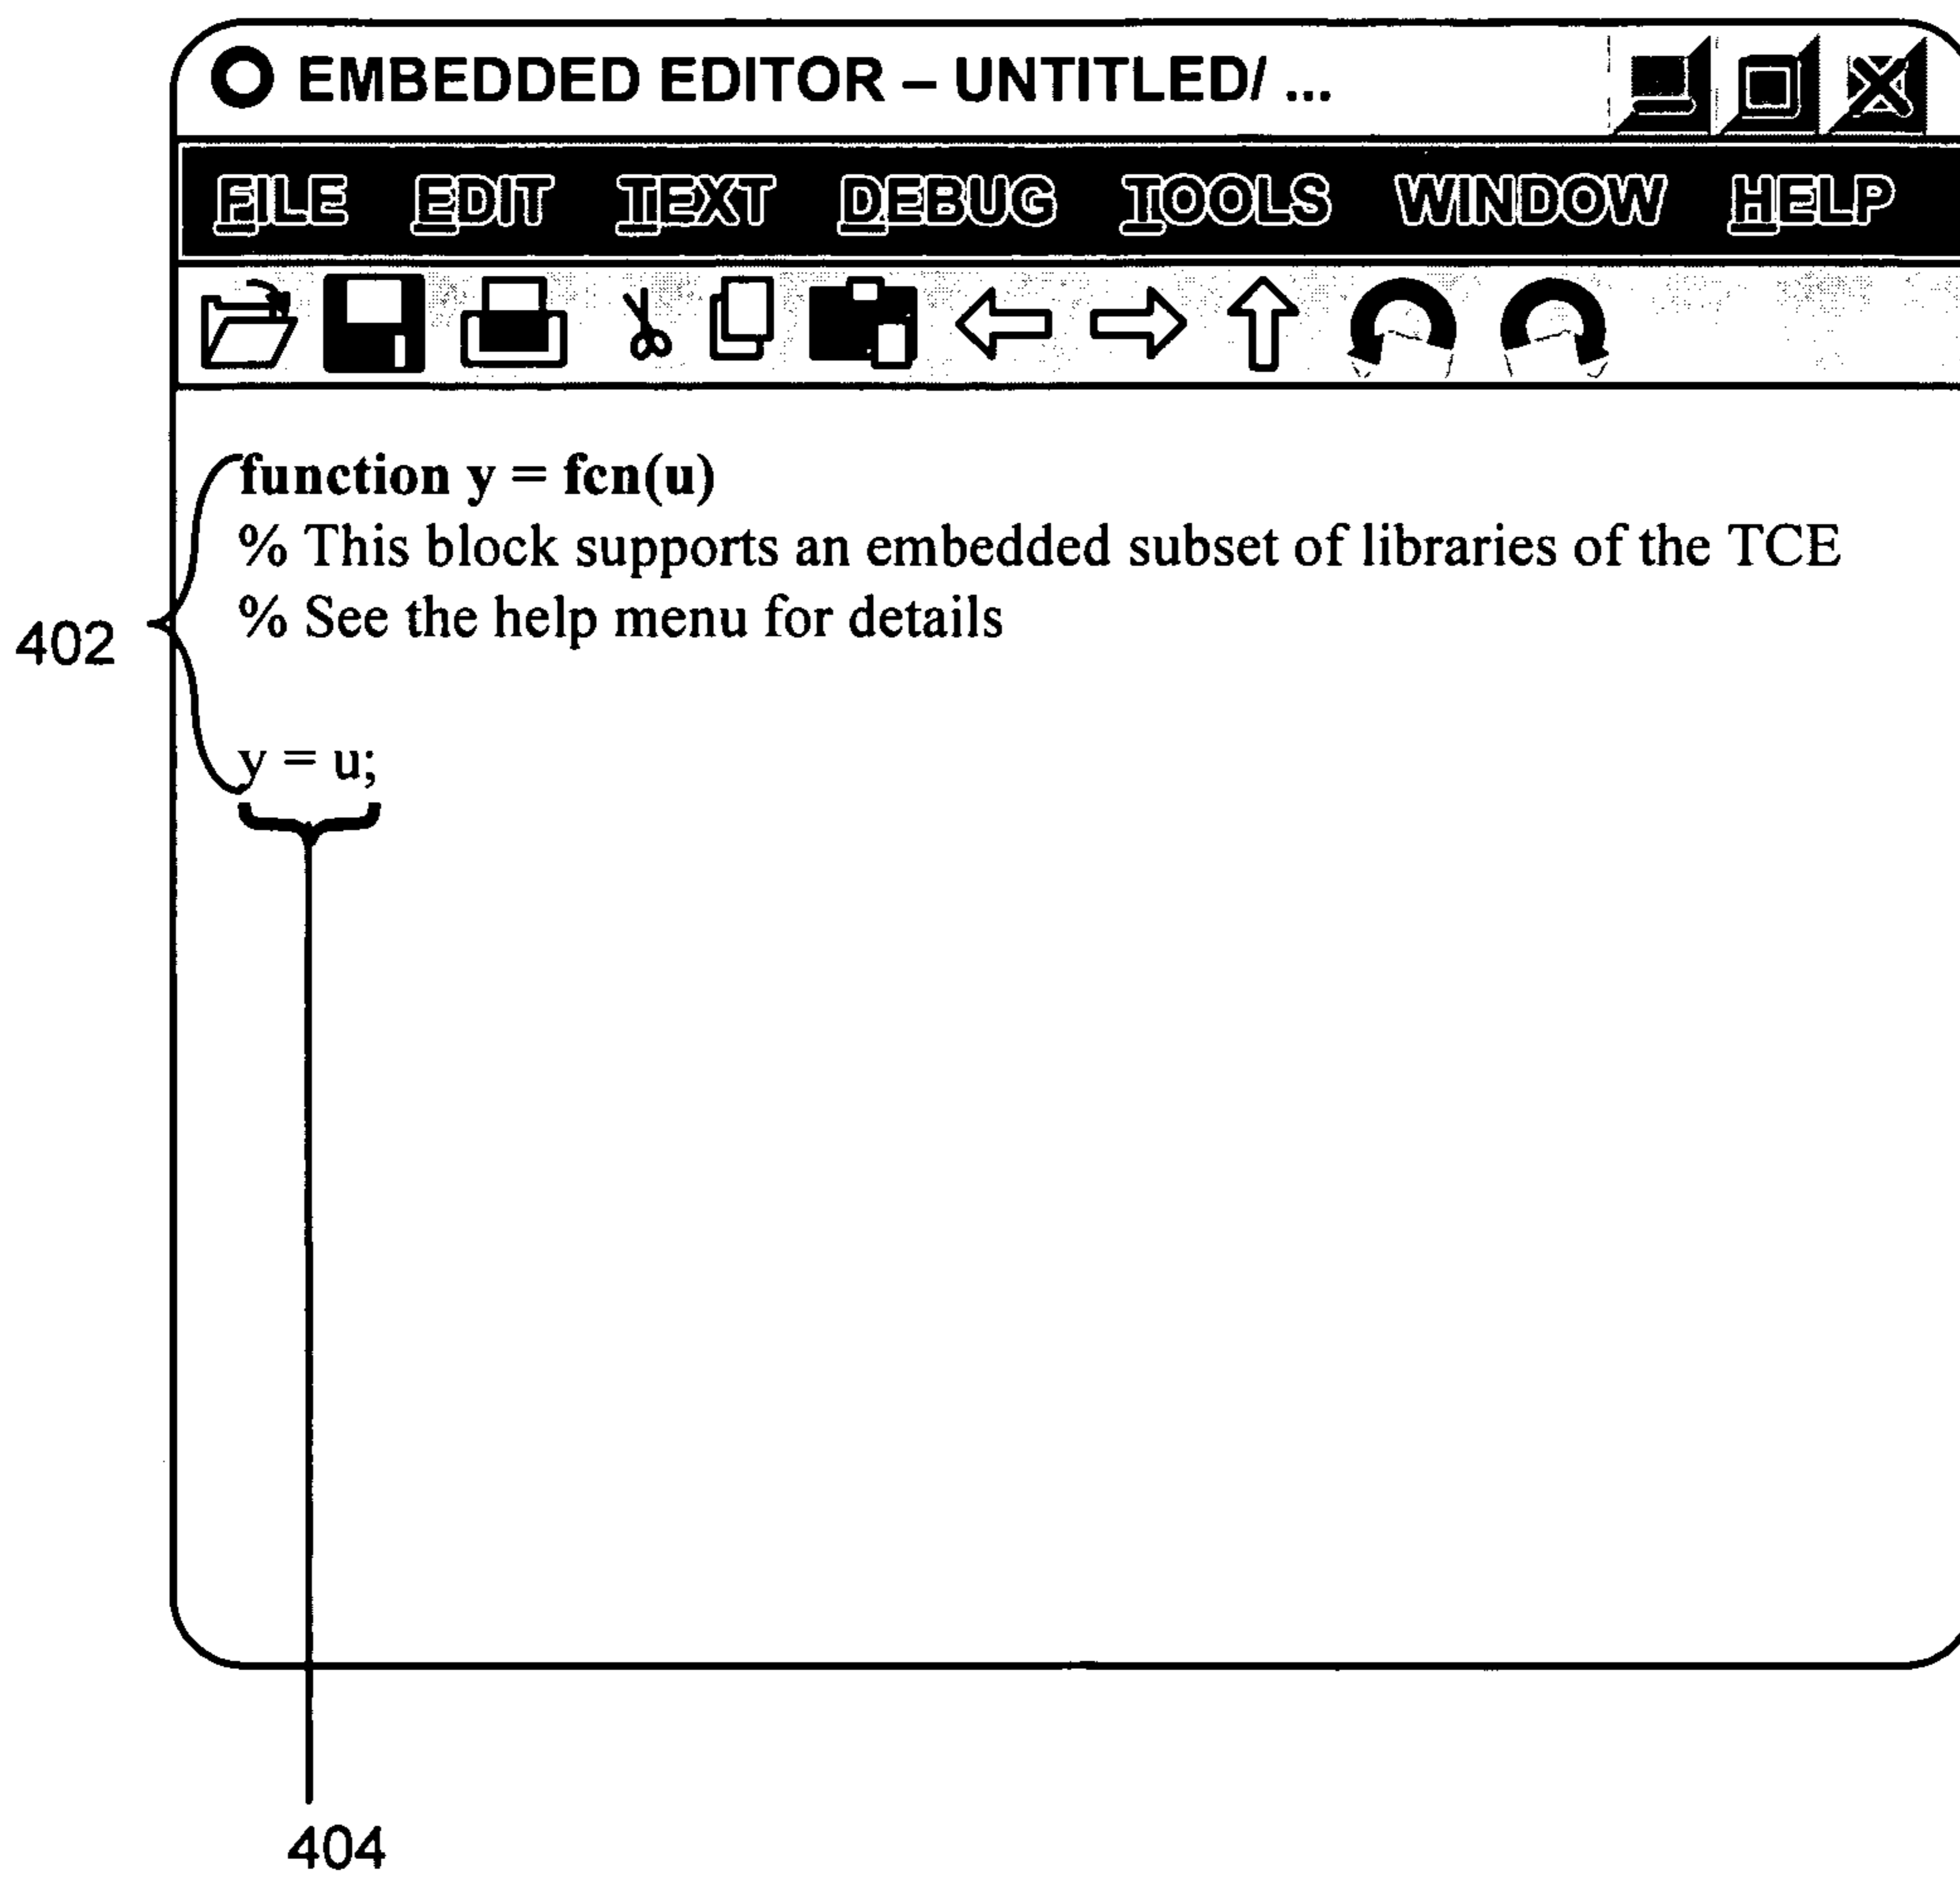 EMBEDDED EDITOR – UNTITLED/ ...
FILE EDIT TEXT DEBUG TOOLS WINDOW HELP
function y = fcn(u)
% This block supports an embedded subset of libraries of the TCE
% See the help menu for details
402
y = u;
404